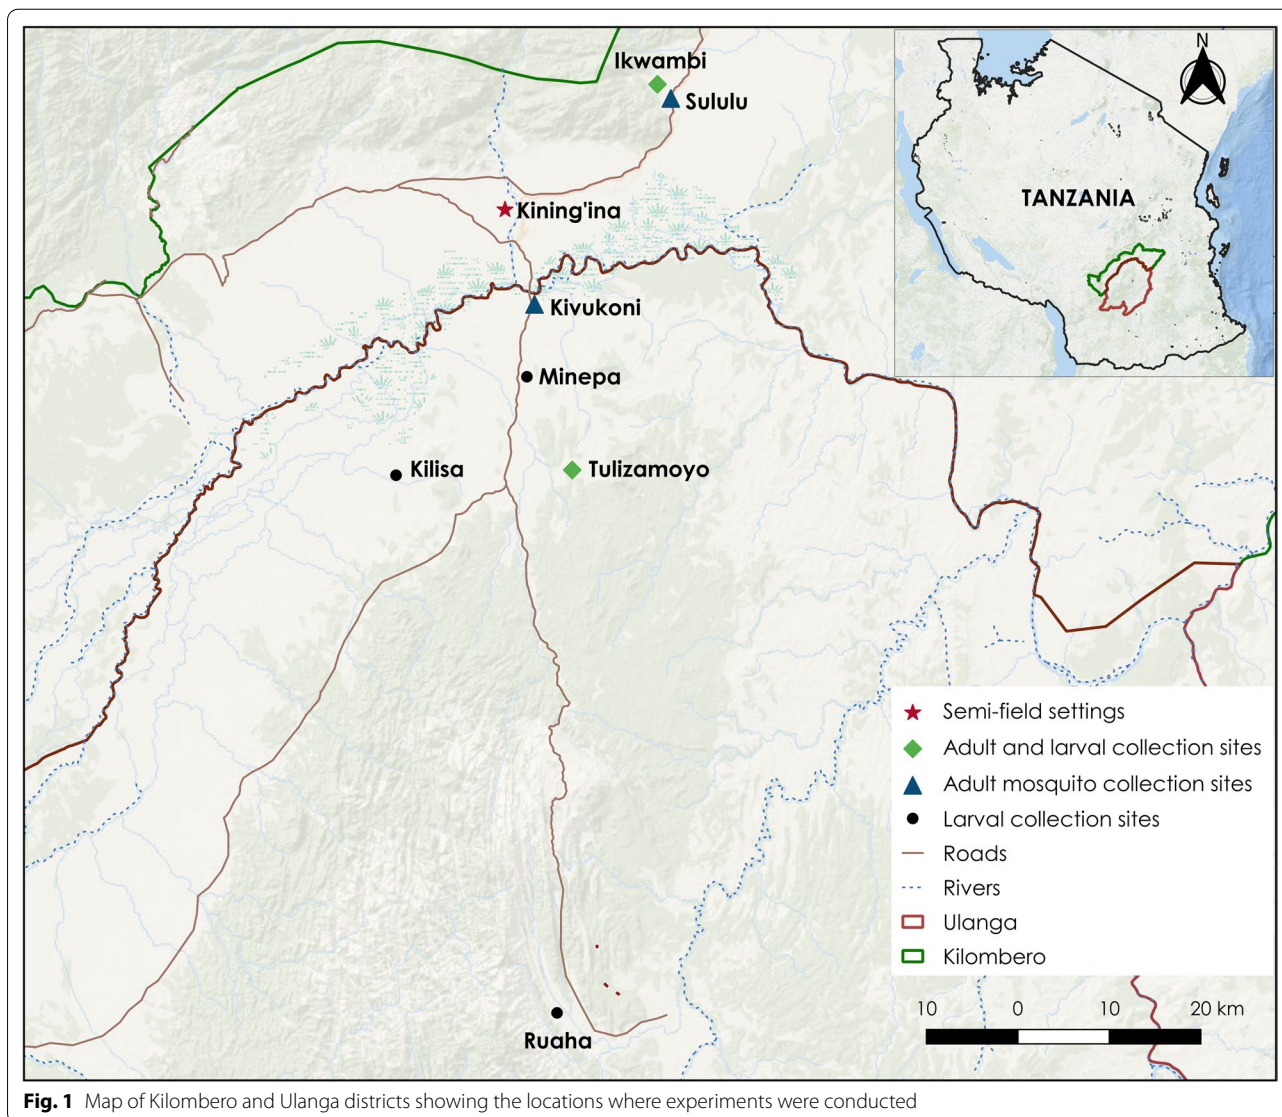 Ikwambi
Sululu
N
TANZANIA
Kining'ina
Kivukoni
Minepa
Kilisa
Tulizamoyo
Ruaha
Semi-field settings
Adult and larval collection sites
Adult mosquito collection sites
Larval collection sites
Roads
Rivers
Ulanga
Kilombero
10 0 10 20 km
Fig. 1 Map of Kilombero and Ulanga districts showing the locations where experiments were conducted